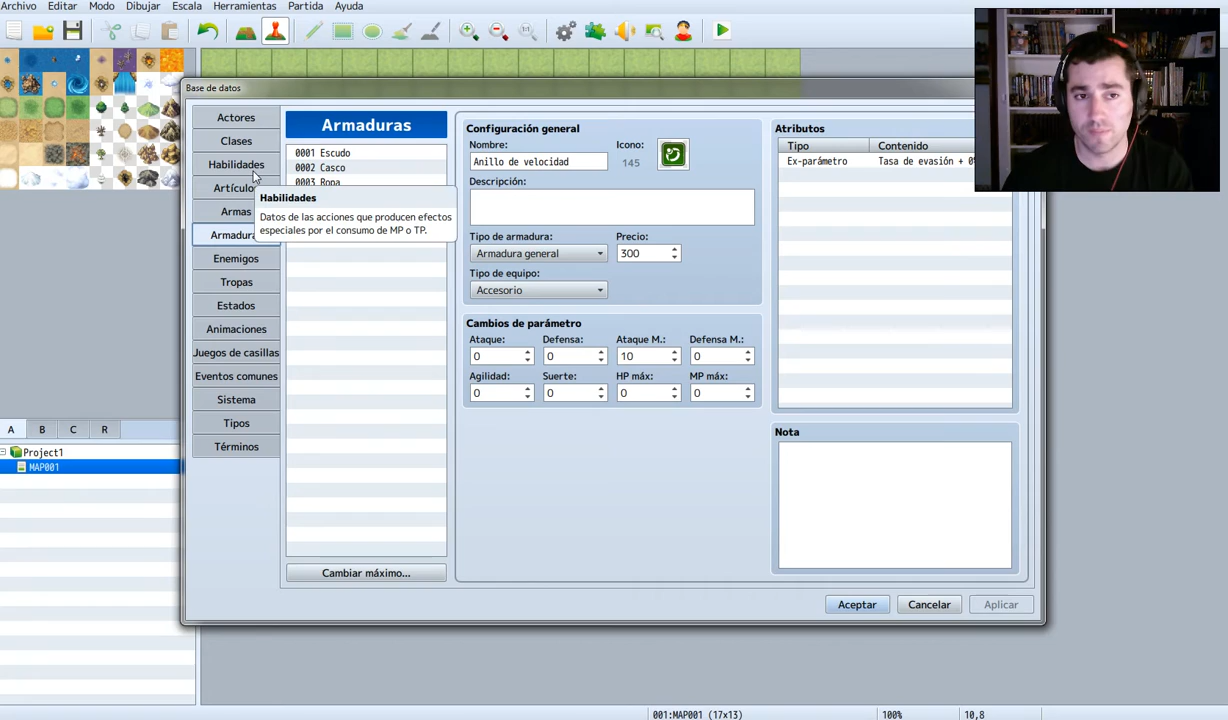 Archivo Editar Modo Dibujar Escala Herramientas Partida Ayuda
1:1
Base de datos
Actores
Clases
Habilidades
Artículo
Armas
Armadura
Enemigos
Tropas
Estados
Animaciones
Juegos de casillas
Eventos comunes
Sistema
Tipos
Términos
Armaduras
0001 Escudo
0002 Casco
0003 Ropa
Habilidades
Datos de las acciones que producen efectos
especiales por el consumo de MP o TP.
Cambiar máximo...
Configuración general
Nombre: Icono:
Anillo de velocidad 145
Descripción:
Tipo de armadura: Precio:
Armadura general 300
Tipo de equipo:
Accesorio
Cambios de parámetro
Ataque: Defensa: Ataque M.: Defensa M.:
0 0 10 0
Agilidad: Suerte: HP máx: MP máx:
0 0 0 0
Atributos
Tipo Contenido
Ex-parámetro Tasa de evasión + 0%
Nota
Aceptar Cancelar Aplicar
A B C R
Project1
MAP001
001:MAP001 (17x13) 100% 10,8